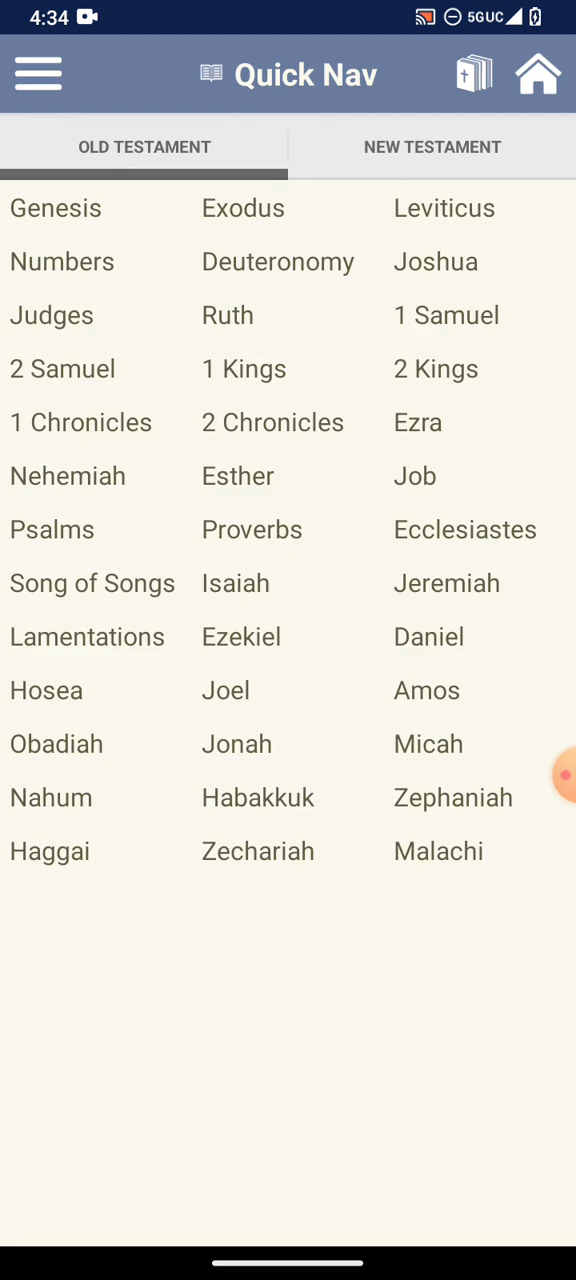 4:34 5GUC
Quick Nav
OLD TESTAMENT NEW TESTAMENT
Genesis Exodus Leviticus
Numbers Deuteronomy Joshua
Judges Ruth 1 Samuel
2 Samuel 1 Kings 2 Kings
1 Chronicles 2 Chronicles Ezra
Nehemiah Esther Job
Psalms Proverbs Ecclesiastes
Song of Songs Isaiah Jeremiah
Lamentations Ezekiel Daniel
Hosea Joel Amos
Obadiah Jonah Micah
Nahum Habakkuk Zephaniah
Haggai Zechariah Malachi